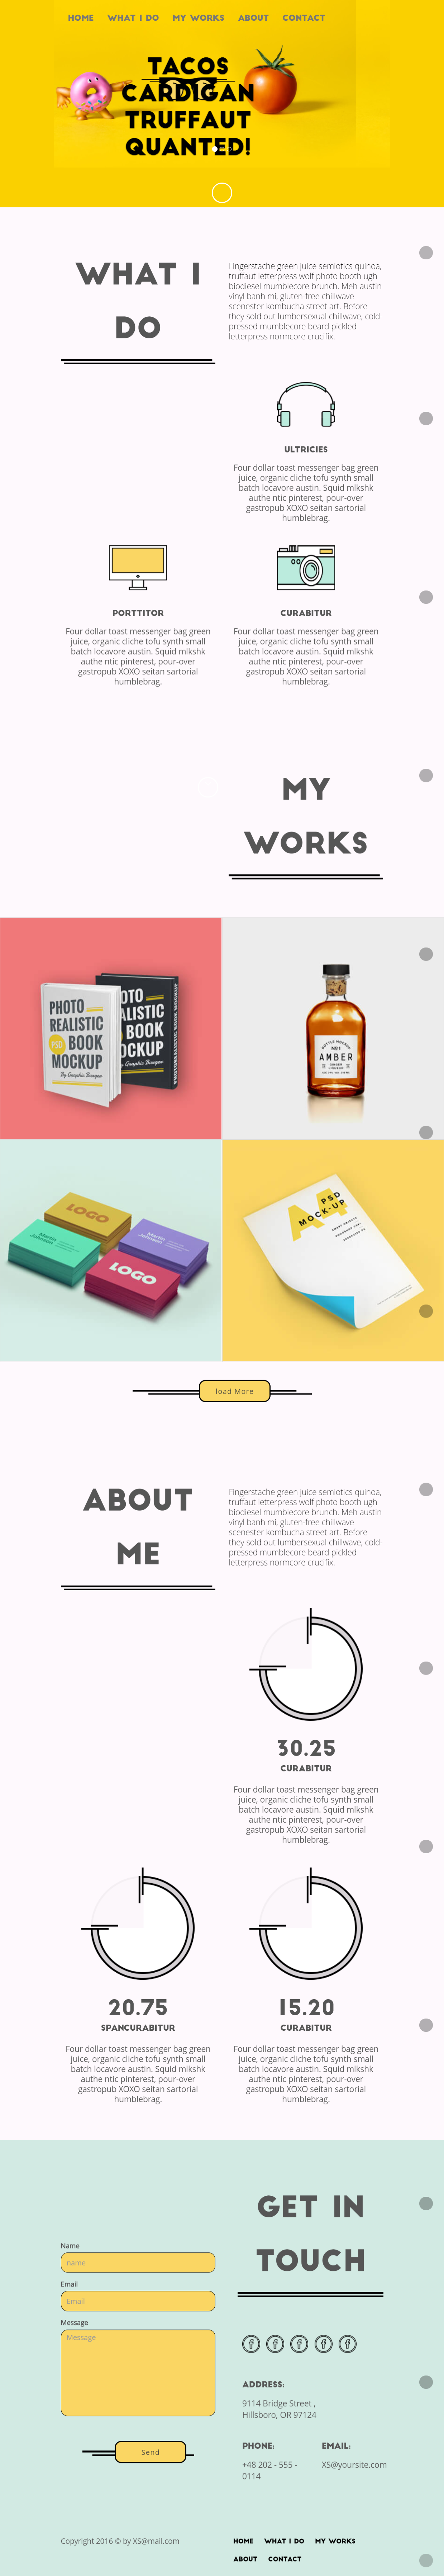 HOME WHAT I DO MY WORKS ABOUT CONTACT
TACOS
CARDIGAN
TRUFFAUT
QUANTED!
WHAT I
DO
Fingerstache green juice semiotics quinoa,
truffaut letterpress wolf photo booth ugh
biodiesel mumblecore brunch. Meh austin
vinyl banh mi, gluten-free chillwave
scenester kombucha street art. Before
they sold out lumbersexual chillwave, cold-
pressed mumblecore beard pickled
letterpress normcore crucifix.
ULTRICIES
Four dollar toast messenger bag green
juice, organic cliche tofu synth small
batch locavore austin. Squid mlkshk
authe ntic pinterest, pour-over
gastropub XOXO seitan sartorial
humblebrag.
PORTTITOR
Four dollar toast messenger bag green
juice, organic cliche tofu synth small
batch locavore austin. Squid mlkshk
authe ntic pinterest, pour-over
gastropub XOXO seitan sartorial
humblebrag.
CURABITUR
Four dollar toast messenger bag green
juice, organic cliche tofu synth small
batch locavore austin. Squid mlkshk
authe ntic pinterest, pour-over
gastropub XOXO seitan sartorial
humblebrag.
MY
WORKS
PHOTO
REALISTIC
PSD BOOK
MOCKUP
By Graphic Burger
OTO
ALISTIC
BOOK
MOCKUP
BOTTLE MOCKUP
No1
AMBER
LOGO
LOGO
A4 PSD
MOCK-UP
load More
ABOUT
ME
Fingerstache green juice semiotics quinoa,
truffaut letterpress wolf photo booth ugh
biodiesel mumblecore brunch. Meh austin
vinyl banh mi, gluten-free chillwave
scenester kombucha street art. Before
they sold out lumbersexual chillwave, cold-
pressed mumblecore beard pickled
letterpress normcore crucifix.
30.25
CURABITUR
Four dollar toast messenger bag green
juice, organic cliche tofu synth small
batch locavore austin. Squid mlkshk
authe ntic pinterest, pour-over
gastropub XOXO seitan sartorial
humblebrag.
20.75
SPANCURABITUR
Four dollar toast messenger bag green
juice, organic cliche tofu synth small
batch locavore austin. Squid mlkshk
authe ntic pinterest, pour-over
gastropub XOXO seitan sartorial
humblebrag.
15.20
CURABITUR
Four dollar toast messenger bag green
juice, organic cliche tofu synth small
batch locavore austin. Squid mlkshk
authe ntic pinterest, pour-over
gastropub XOXO seitan sartorial
humblebrag.
GET IN
TOUCH
Name
name
Email
Email
Message
Message
Send
ADDRESS:
9114 Bridge Street ,
Hillsboro, OR 97124
PHONE:
+48 202 - 555 -
0114
EMAIL:
XS@yoursite.com
Copyright 2016 © by XS@mail.com
HOME WHAT I DO MY WORKS
ABOUT CONTACT